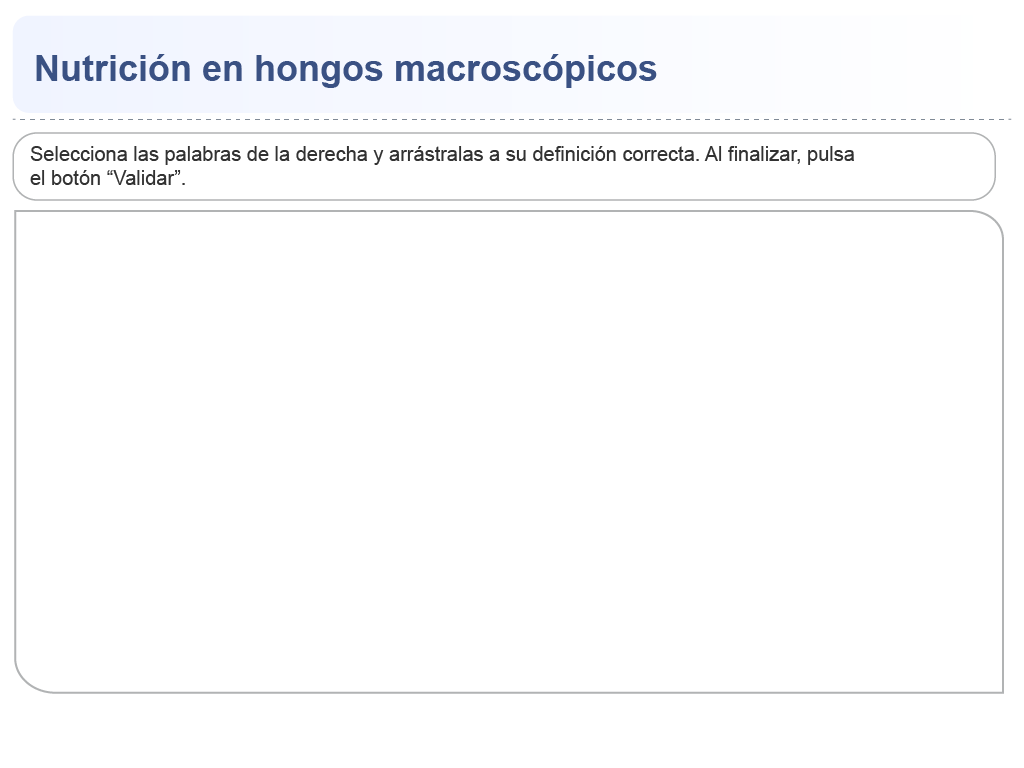 Nutrición en hongos macroscópicos
Selecciona las palabras de la derecha y arrástralas a su definición correcta. Al finalizar, pulsa
el botón “Validar”.